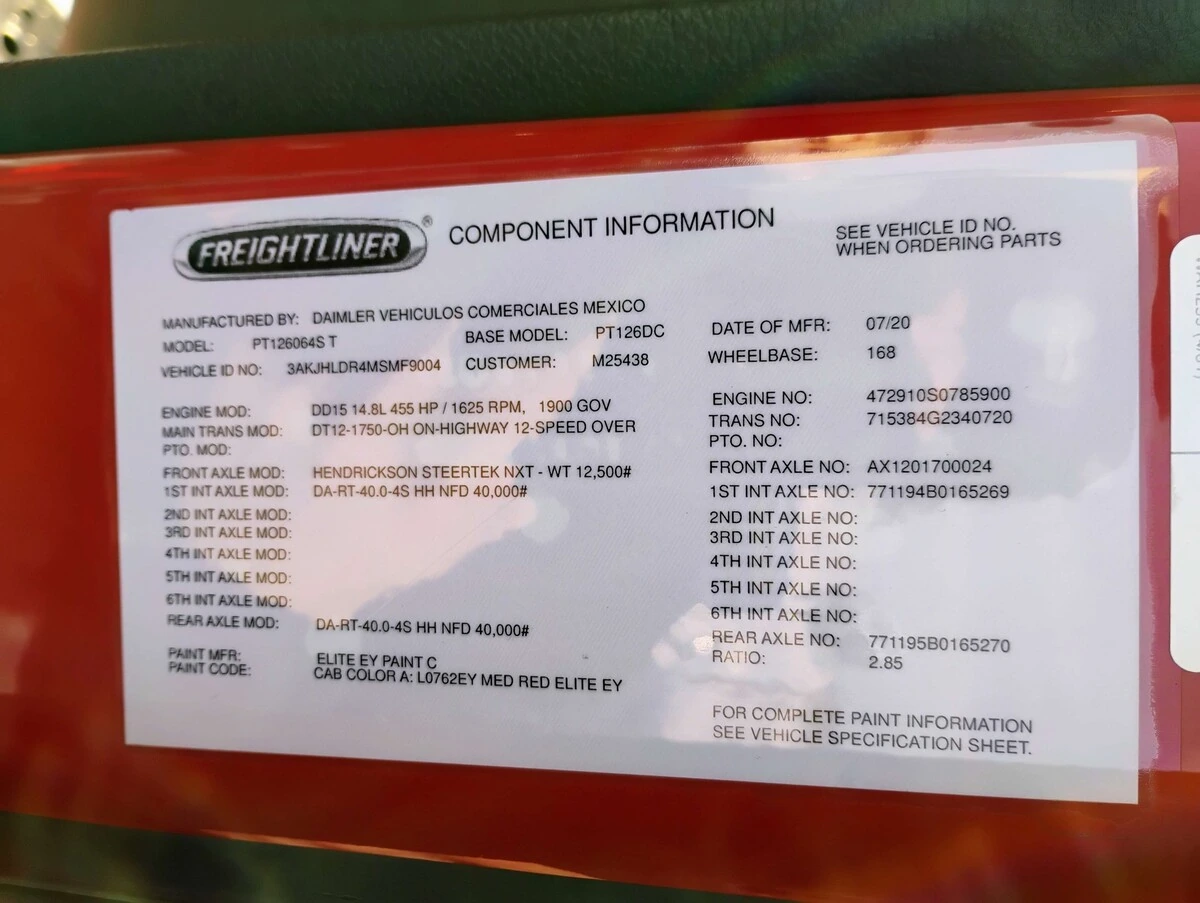 FREIGHTLINER ® COMPONENT INFORMATION
SEE VEHICLE ID NO.
WHEN ORDERING PARTS
MANUFACTURED BY: DAIMLER VEHICULOS COMERCIALES MEXICO
MODEL: PT126064S T BASE MODEL: PT126DC DATE OF MFR: 07/20
VEHICLE ID NO: 3AKJHLDR4MSMF9004 CUSTOMER: M25438 WHEELBASE: 168
ENGINE MOD: DD15 14.8L 455 HP / 1625 RPM, 1900 GOV ENGINE NO: 472910S0785900
MAIN TRANS MOD: DT12-1750-OH ON-HIGHWAY 12-SPEED OVER TRANS NO: 715384G2340720
PTO. MOD: PTO. NO:
FRONT AXLE MOD: HENDRICKSON STEERTEK NXT - WT 12,500# FRONT AXLE NO: AX1201700024
1ST INT AXLE MOD: DA-RT-40.0-4S HH NFD 40,000# 1ST INT AXLE NO: 771194B0165269
2ND INT AXLE MOD: 2ND INT AXLE NO:
3RD INT AXLE MOD: 3RD INT AXLE NO:
4TH INT AXLE MOD: 4TH INT AXLE NO:
5TH INT AXLE MOD: 5TH INT AXLE NO:
6TH INT AXLE MOD: 6TH INT AXLE NO:
REAR AXLE MOD: DA-RT-40.0-4S HH NFD 40,000# REAR AXLE NO: 771195B0165270
RATIO: 2.85
PAINT MFR: ELITE EY PAINT C
PAINT CODE: CAB COLOR A: L0762EY MED RED ELITE EY
FOR COMPLETE PAINT INFORMATION
SEE VEHICLE SPECIFICATION SHEET.